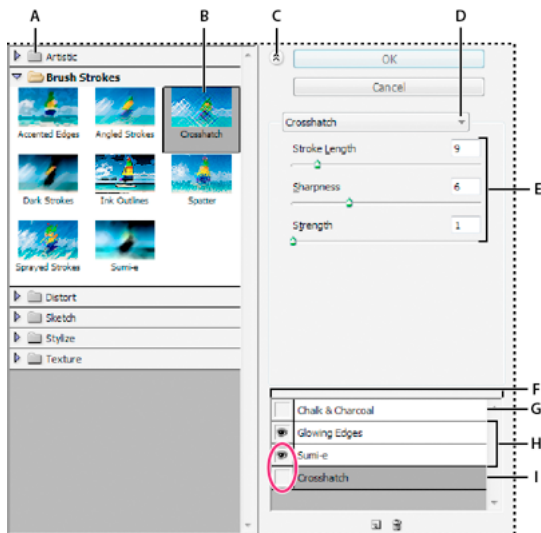 A B C D
Artistic
Brush Strokes
Accented Edges Angled Strokes Crosshatch
Dark Strokes Ink Outlines Spatter
Sprayed Strokes Sumi-e
Distort
Sketch
Stylize
Texture
OK
Cancel
Crosshatch
Stroke Length 9
Sharpness 6
Strength 1
E
F
Chalk & Charcoal G
Glowing Edges
H
Sumi-e
Crosshatch I